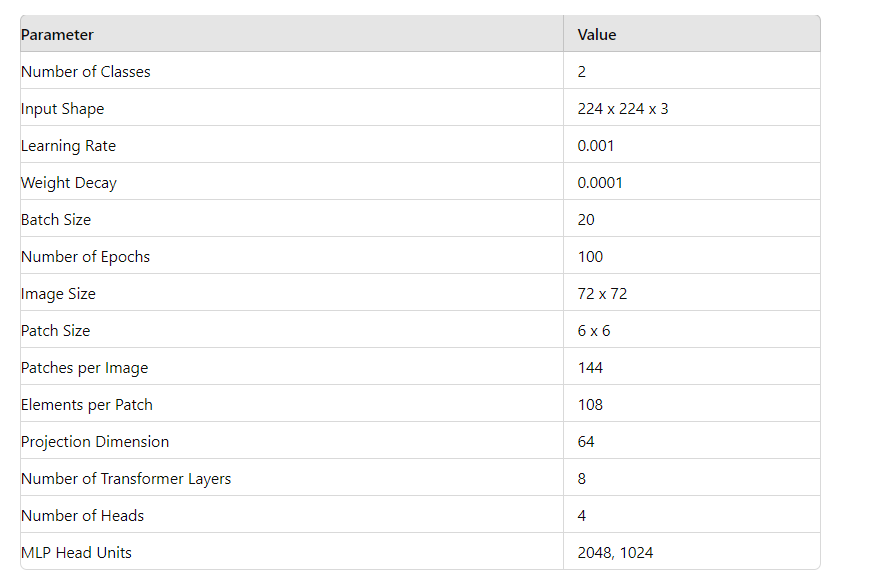 Parameter Value
Number of Classes 2
Input Shape 224 x 224 x 3
Learning Rate 0.001
Weight Decay 0.0001
Batch Size 20
Number of Epochs 100
Image Size 72 x 72
Patch Size 6 x 6
Patches per Image 144
Elements per Patch 108
Projection Dimension 64
Number of Transformer Layers 8
Number of Heads 4
MLP Head Units 2048, 1024